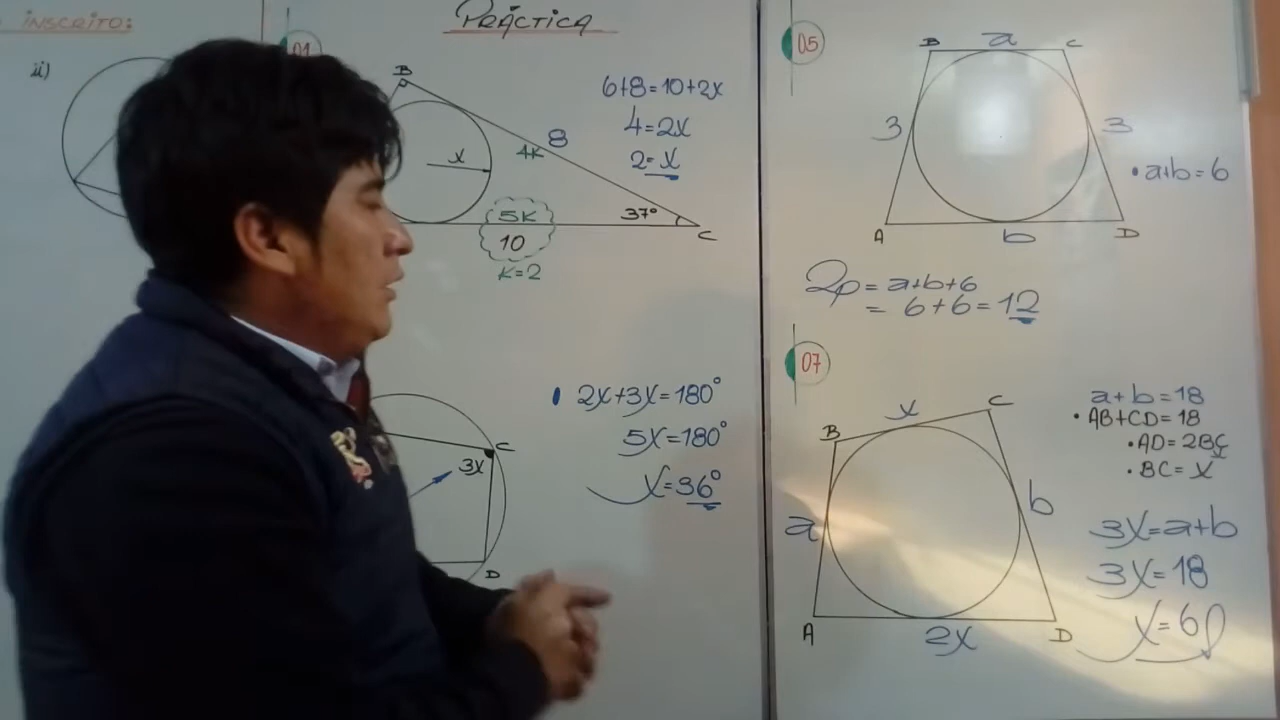 INSCRITO:
PRÁCTICA
ii)
01
B
8
4K
x
37°
C
5K
10
K=2
6+8=10+2x
4=2x
2=x
C
3x
D
2x+3x=180°
5x=180°
x=36°
05
B
a
C
3
3
A
b
D
a+b=6
2p=a+b+6
=6+6=12
07
B
x
C
a
b
A
2x
D
a+b=18
AB+CD=18
AD=2BC
x
BC=x
3x=a+b
3x=18
x=6